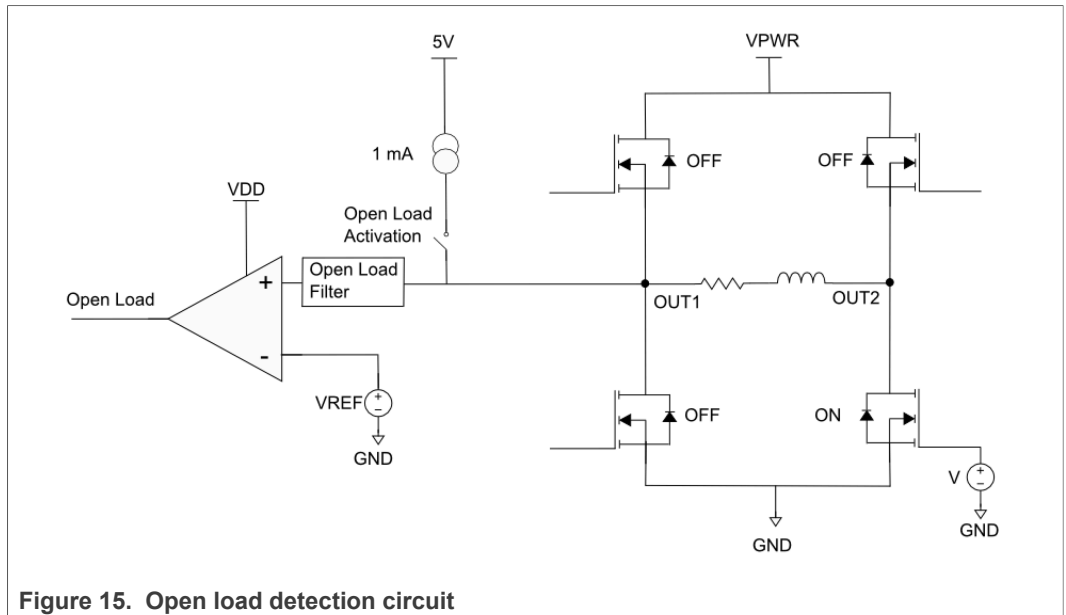 5V
VPWR
1 mA
OFF
OFF
VDD
Open Load
Activation
Open Load
+
Open Load
Filter
OUT1
OUT2
-
VREF
+
-
GND
OFF
ON
V
+
-
GND
GND
Figure 15. Open load detection circuit